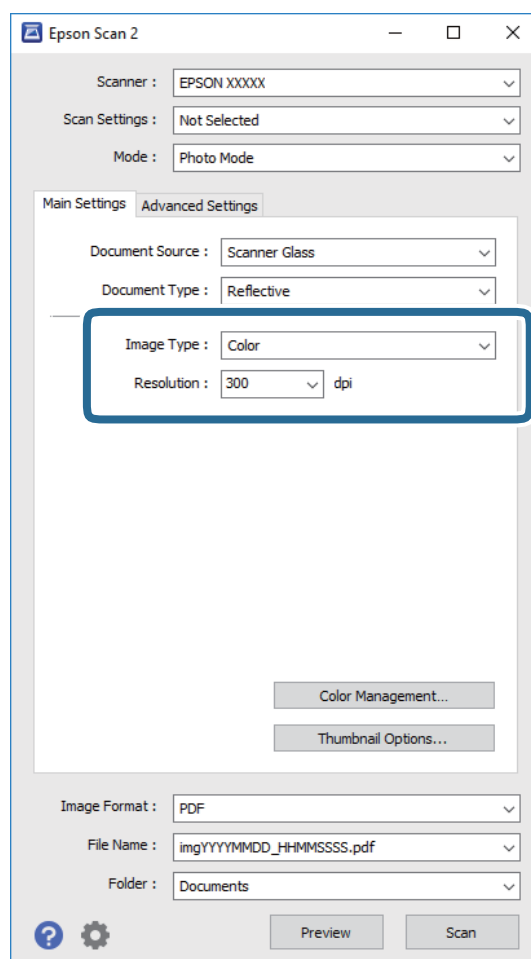 Epson Scan 2
Scanner : EPSON XXXXX
Scan Settings : Not Selected
Mode : Photo Mode
Main Settings Advanced Settings
Document Source : Scanner Glass
Document Type : Reflective
Image Type : Color
Resolution : 300 dpi
Color Management...
Thumbnail Options...
Image Format : PDF
File Name : imgYYYYMMDD_HHMMSSSS.pdf
Folder : Documents
? Preview Scan